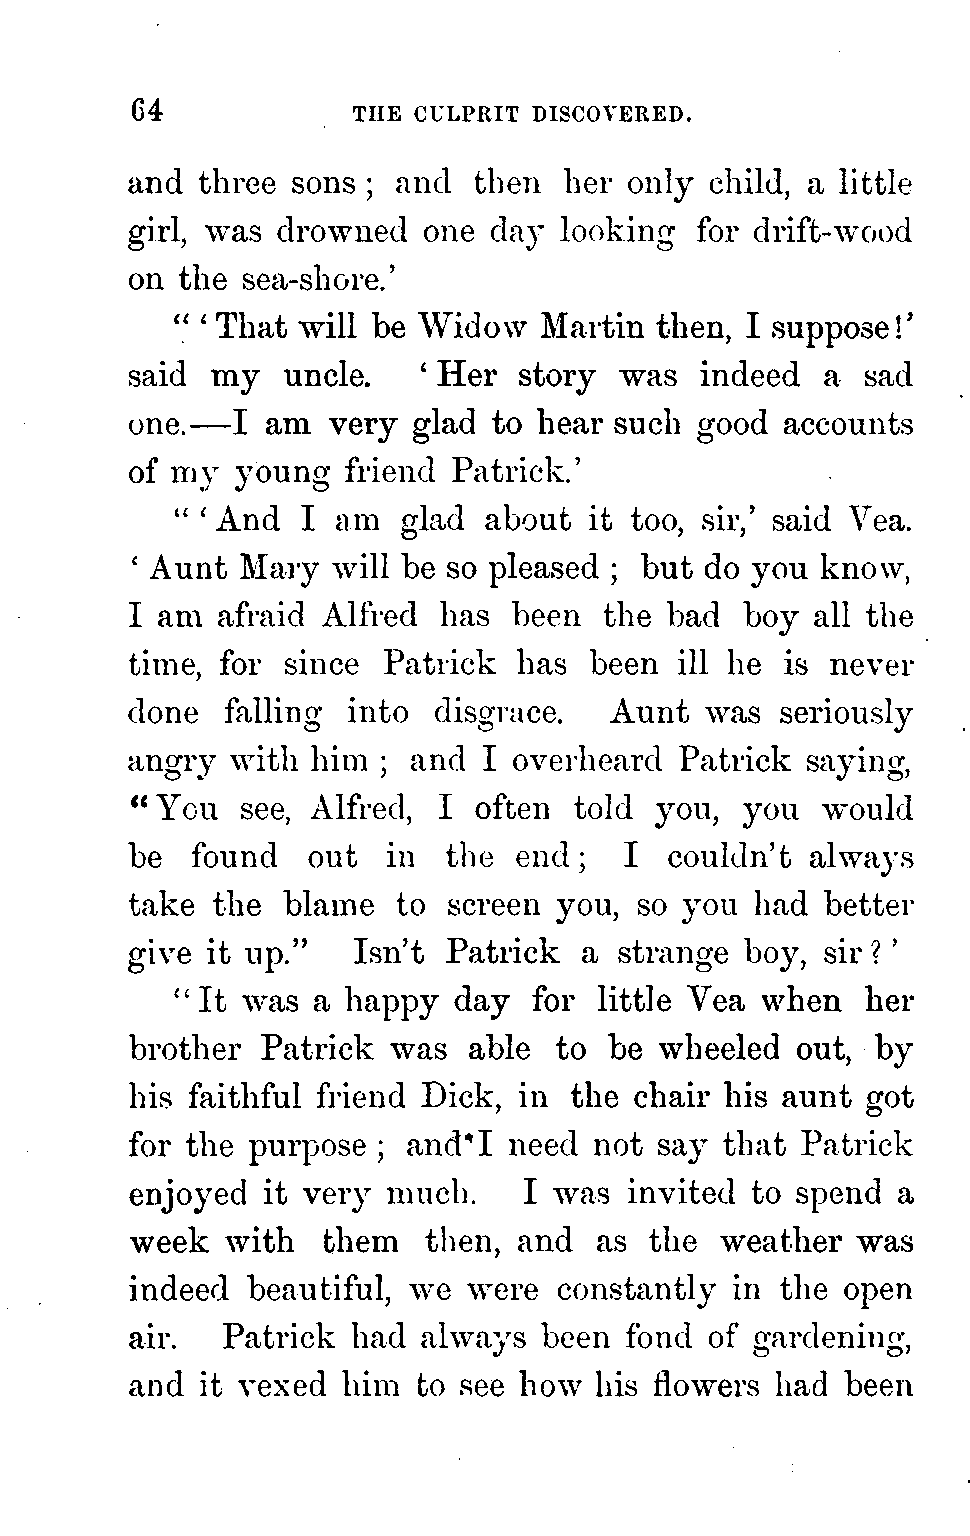 64 THE CULPRIT DISCOVERED.
and three sons ; and then her only child, a little
girl, was drowned one day looking for drift-wood
on the sea-shore.’
“ ‘ That will be Widow Martin then, I suppose!’
said my uncle. ‘ Her story was indeed a sad
one.—I am very glad to hear such good accounts
of my young friend Patrick.’
“ ‘ And I am glad about it too, sir,’ said Vea.
‘ Aunt Mary will be so pleased ; but do you know,
I am afraid Alfred has been the bad boy all the
time, for since Patrick has been ill he is never
done falling into disgrace. Aunt was seriously
angry with him ; and I overheard Patrick saying,
“ You see, Alfred, I often told you, you would
be found out in the end ; I couldn’t always
take the blame to screen you, so you had better
give it up.” Isn’t Patrick a strange boy, sir ? ’
“ It was a happy day for little Vea when her
brother Patrick was able to be wheeled out, by
his faithful friend Dick, in the chair his aunt got
for the purpose ; and I need not say that Patrick
enjoyed it very much. I was invited to spend a
week with them then, and as the weather was
indeed beautiful, we were constantly in the open
air. Patrick had always been fond of gardening,
and it vexed him to see how his flowers had been